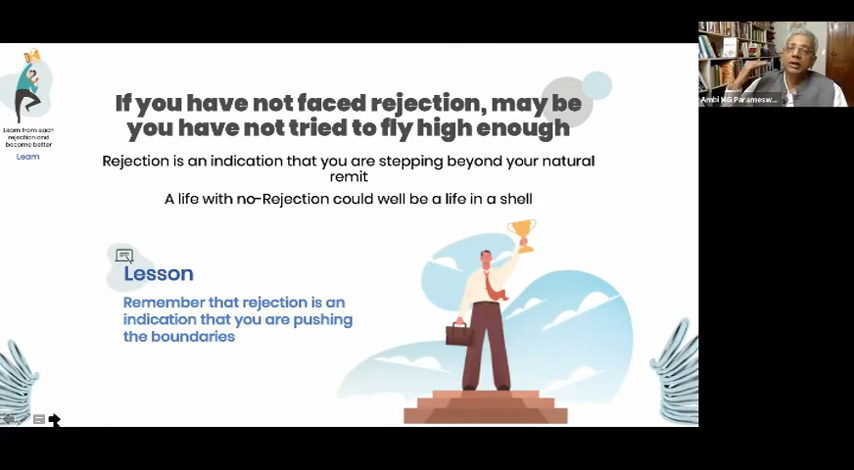 If you have not faced rejection, may be
you have not tried to fly high enough
Rejection is an indication that you are stepping beyond your natural
remit
A life with no-Rejection could well be a life in a shell
Learn from each
rejection and
become better
Learn
Lesson
Remember that rejection is an
indication that you are pushing
the boundaries
Ambi MG Paramesw...